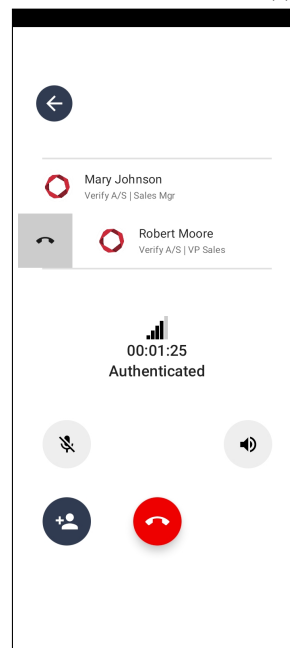 Mary Johnson
Verify A/S | Sales Mgr
Robert Moore
Verify A/S | VP Sales
00:01:25
Authenticated